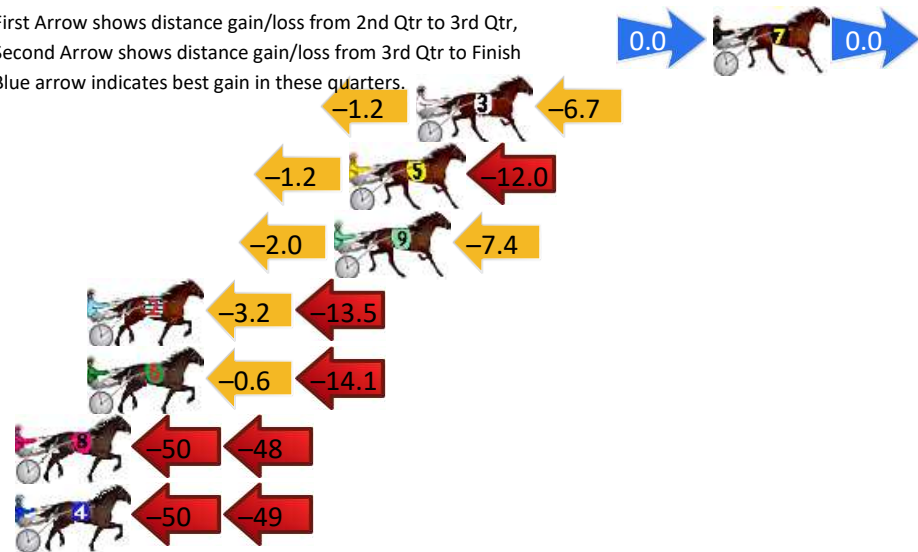 First Arrow shows distance gain/loss from 2nd Qtr to 3rd Qtr,
Second Arrow shows distance gain/loss from 3rd Qtr to Finish
Blue arrow indicates best gain in these quarters.
0.0 7 0.0
–1.2 3 –6.7
–1.2 5 –12.0
–2.0 9 –7.4
–3.2 –13.5
–0.6 –14.1
8 –50 –48
4 –50 –49